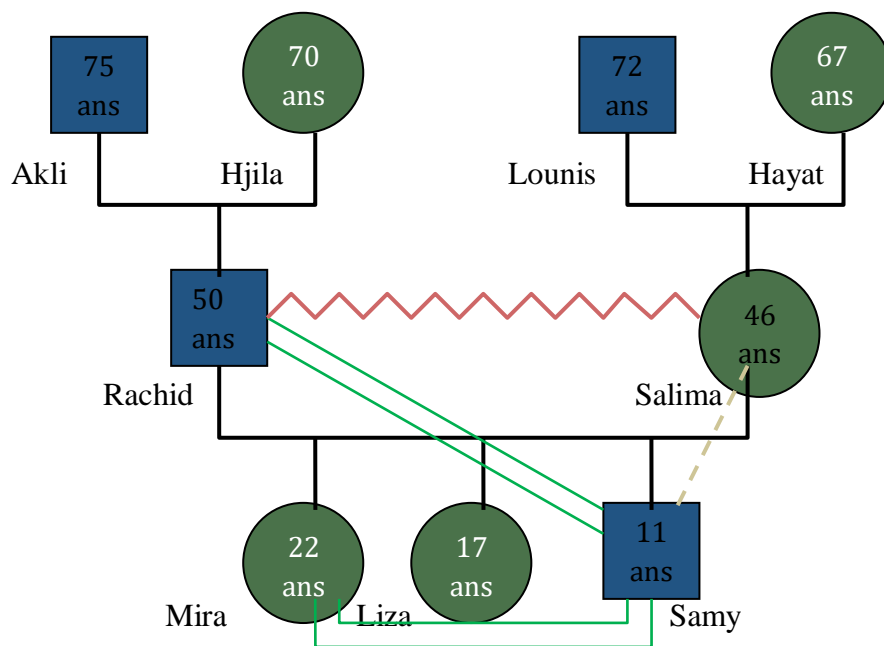 75
ans
70
ans
72
ans
67
ans
Akli
Hjila
Lounis
Hayat
50
ans
46
ans
Rachid
Salima
22
ans
17
ans
11
ans
Mira
Liza
Samy